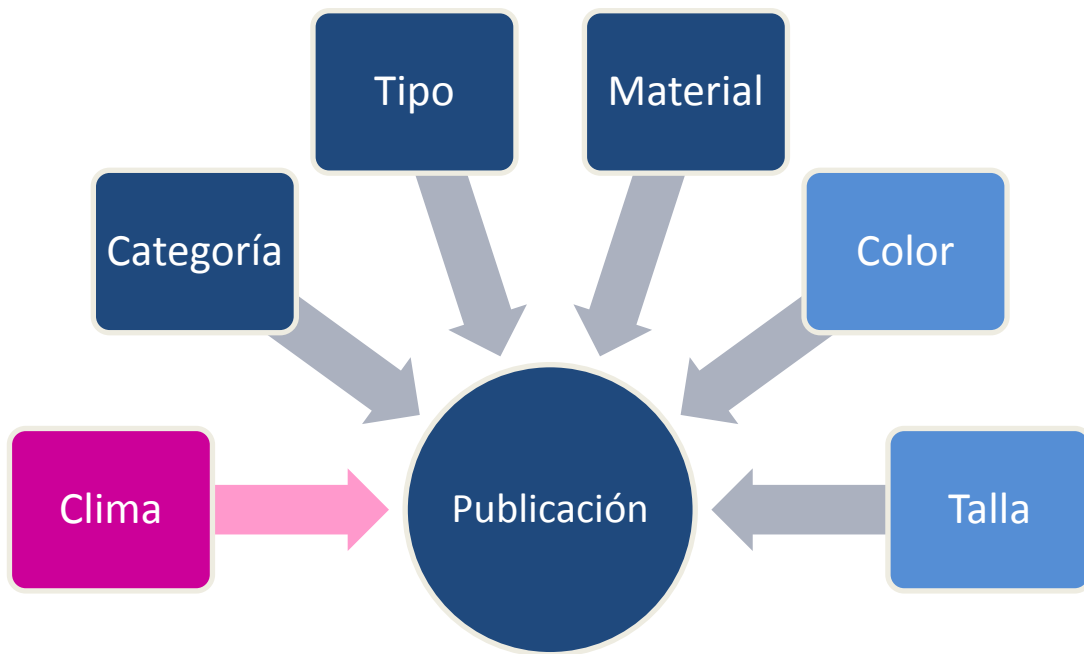 Tipo
Material
Categoría
Color
Clima
Publicación
Talla